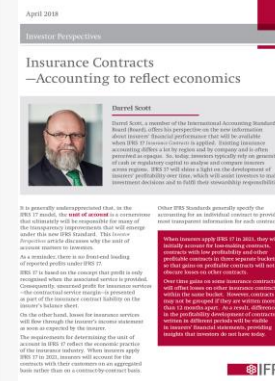 April 2018
Investor Perspectives
Insurance Contracts
—Accounting to reflect economics
Darrel Scott
Darrel Scott, a member of the International Accounting Standards
Board (Board), offers his perspective on the new information
about insurers' financial performance that will be available
when IFRS 17 Insurance Contracts is applied. Existing insurance
accounting differs a lot by region and by company and is often
perceived as opaque. So, today, investors typically rely on
of cash or regulatory capital to analyse and compare insurers
across regions. IFRS 17 will shine a light on the development of
insurers' profitability over time, which will assist investors to
investment decisions and to fulfil their stewardship
It is generally underappreciated that, in the
IFRS 17 model, the unit of account is a cornerstone
that ultimately will be responsible for many of
the transparency improvements that will emerge
under this new IFRS Standard. This Investor
Perspective article discusses why the unit of
account matters to investors.
As a reminder, there is no front-end loading
of reported profits under IFRS 17.
IFRS 17 is based on the concept that profit is only
recognised when the associated service is provided.
Consequently, unearned profit for insurance services
—the contractual service margin—is presented
as part of the insurance contract liability on the
insurer's balance sheet.
On the other hand, losses for insurance services
will flow through the insurer's income statement
as soon as expected by the insurer.
The requirements for determining the unit of
account in IFRS 17 reflect the economic practice
of the insurance industry. When insurers apply
IFRS 17 in 2021, insurers will account for the
contracts with their customers on an aggregated
basis rather than on a contract-by-contract basis.
Other IFRS Standards generally specify the
accounting for an individual contract to provide
most transparent information for each contract.
When insurers apply IFRS 17 in 2021, they will
initially account for loss-making contracts,
contracts with low profitability and other
profitable contracts in three separate buckets
so that gains on profitable contracts will not
obscure losses on other contracts.
Over time gains on some insurance contracts
will offset losses on other insurance contracts
within the same bucket. However, contracts
may not be grouped if they are written more
than 12 months apart. As a result, differences
in the profitability development of contracts
written in different periods will be visible
in insurers' financial statements, providing
insights that investors do not have today.
IFRS